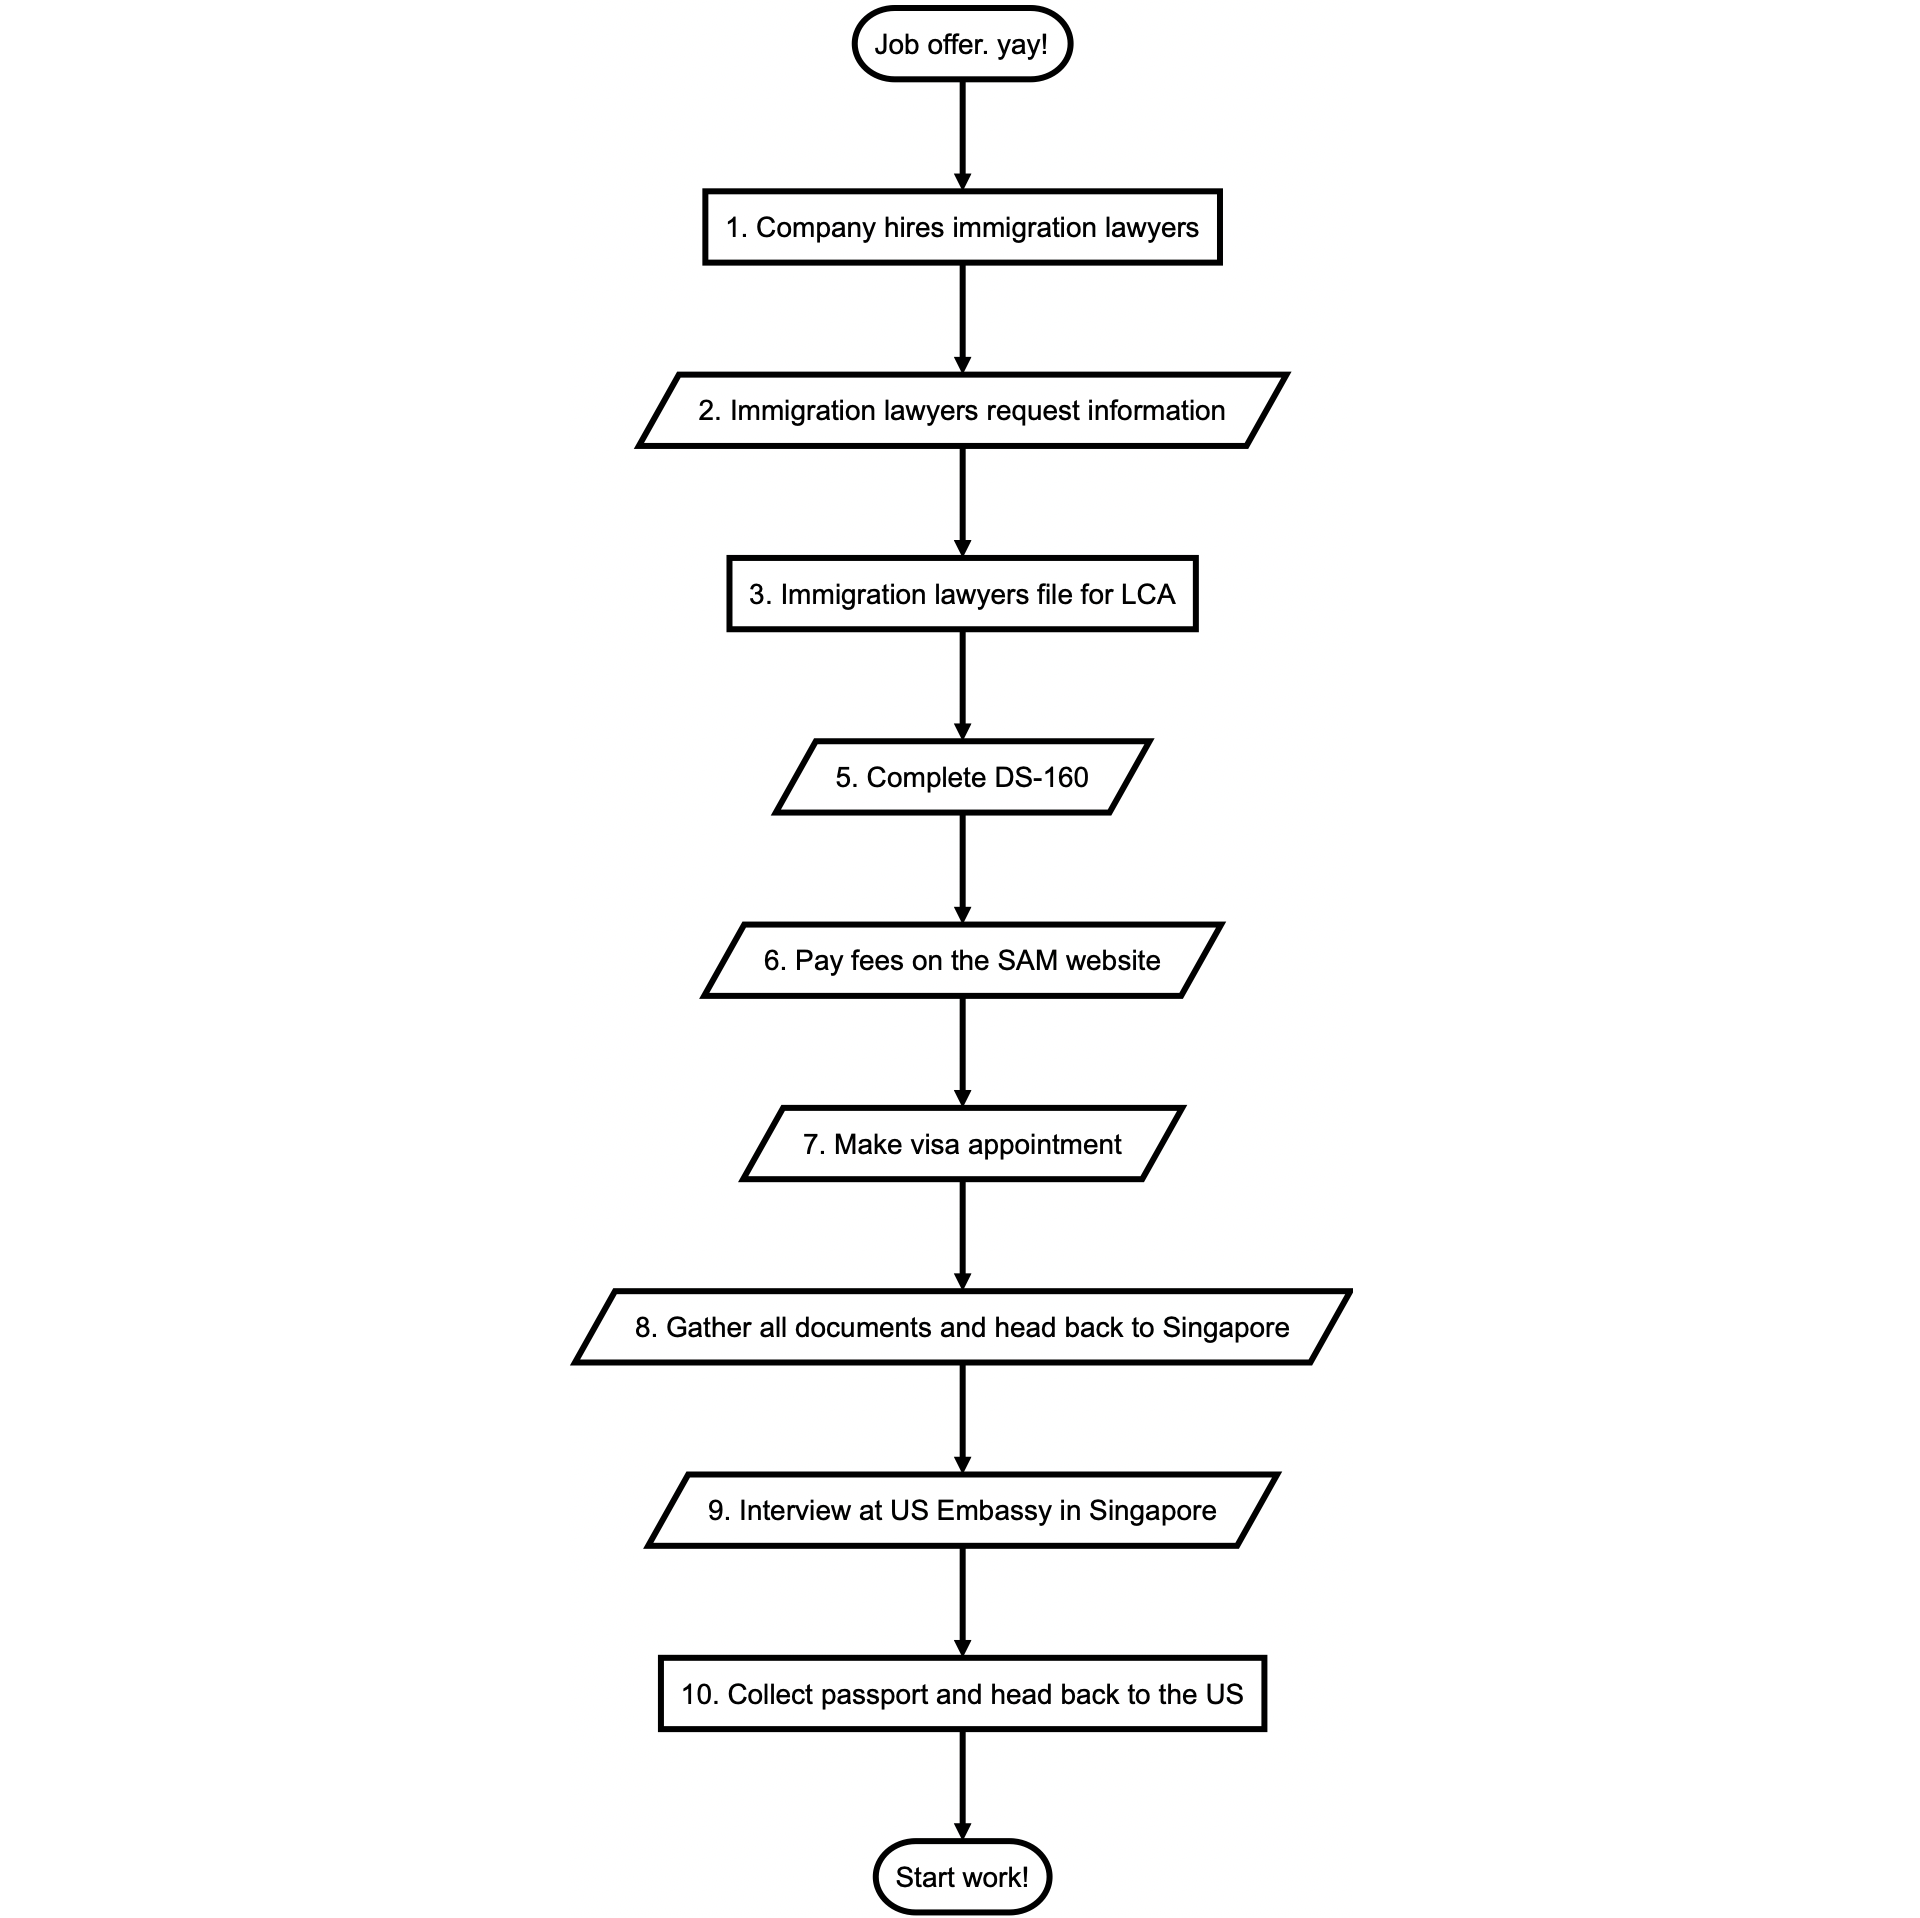 Job offer. yay!
1. Company hires immigration lawyers
2. Immigration lawyers request information
3. Immigration lawyers file for LCA
5. Complete DS-160
6. Pay fees on the SAM website
7. Make visa appointment
8. Gather all documents and head back to Singapore
9. Interview at US Embassy in Singapore
10. Collect passport and head back to the US
Start work!